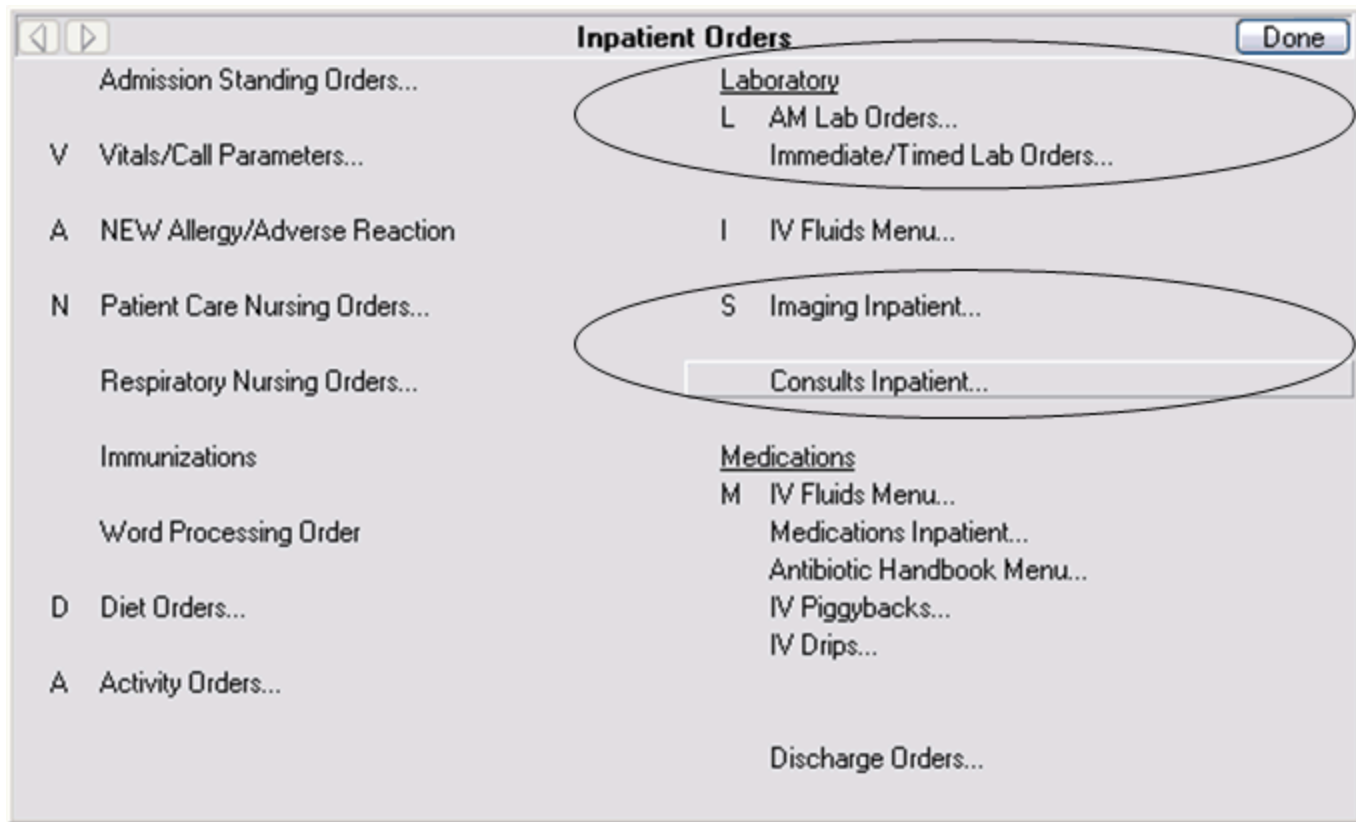 Inpatient Orders
Done
Admission Standing Orders...
V Vitals/Call Parameters...
A NEW Allergy/Adverse Reaction
N Patient Care Nursing Orders...
Respiratory Nursing Orders...
Immunizations
Word Processing Order
D Diet Orders...
A Activity Orders...
Laboratory
L AM Lab Orders...
Immediate/Timed Lab Orders...
I IV Fluids Menu...
S Imaging Inpatient...
Consults Inpatient...
Medications
M IV Fluids Menu...
Medications Inpatient...
Antibiotic Handbook Menu...
IV Piggybacks...
IV Drips...
Discharge Orders...